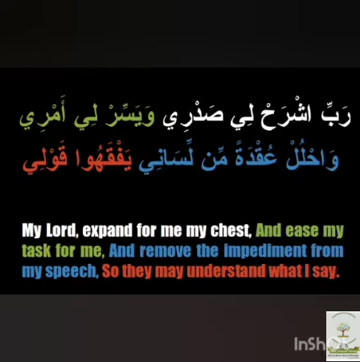 رَبِّ اشْرَحْ لِي صَدْرِي وَيَسِّرْ لِي أَمْرِي
وَاحْلُلْ عُقْدَةً مِّن لِّسَانِي يَفْقَهُوا قَوْلِي
My Lord, expand for me my chest, And ease my
task for me, And remove the impediment from
my speech, So they may understand what I say.